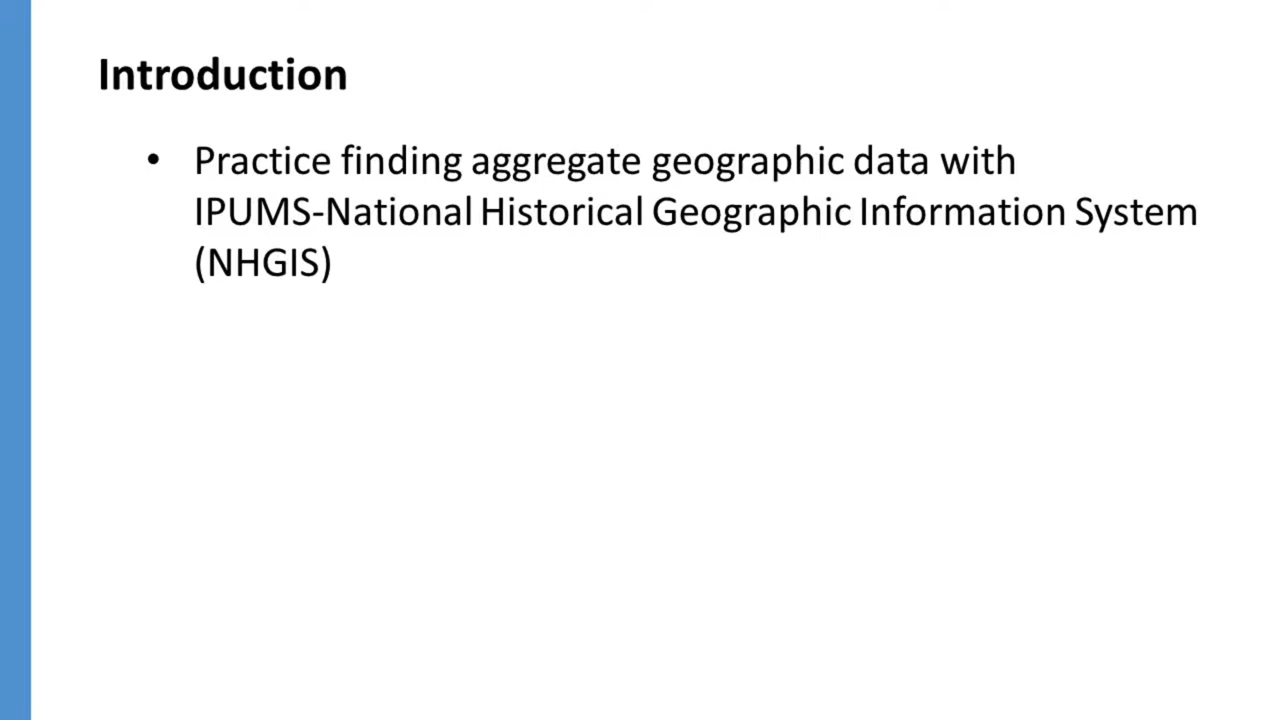 Introduction
• Practice finding aggregate geographic data with
IPUMS-National Historical Geographic Information System
(NHGIS)